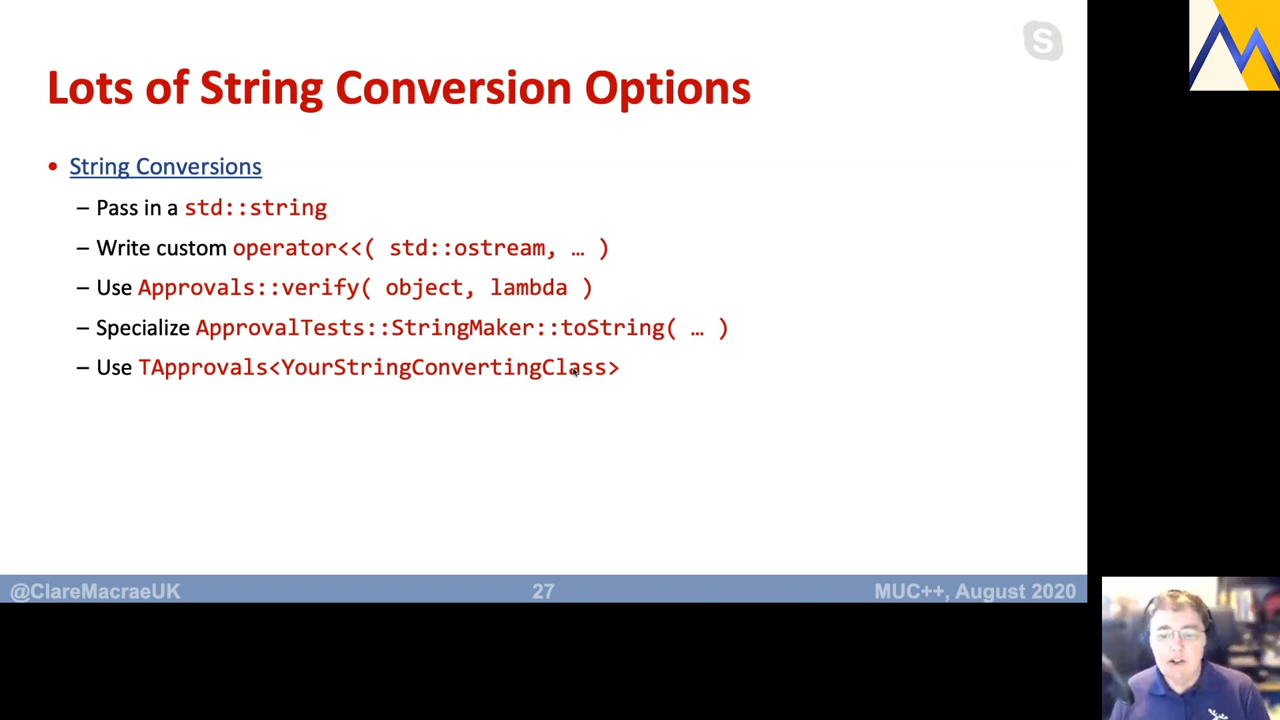 Lots of String Conversion Options
• String Conversions
– Pass in a std::string
– Write custom operator<<( std::ostream, … )
– Use Approvals::verify( object, lambda )
– Specialize ApprovalTests::StringMaker::toString( … )
– Use TApprovals<YourStringConvertingClass>
@ClareMacraeUK
27
MUC++, August 2020